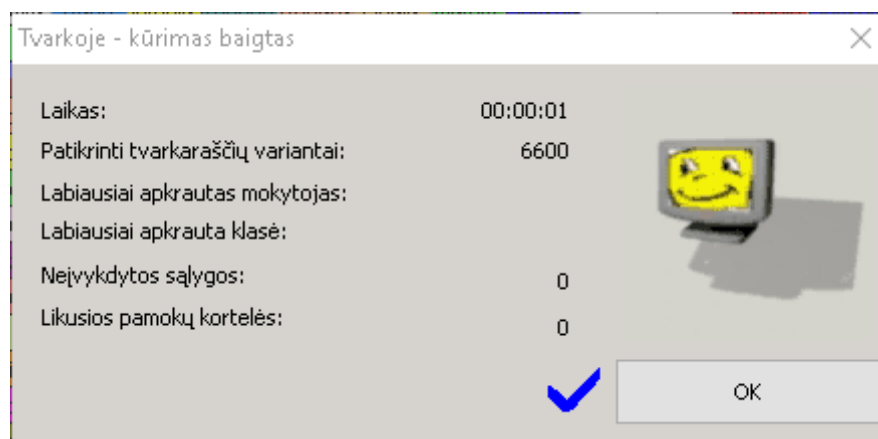 Tvarkoje - kūrimas baigtas
Laikas: 00:00:01
Patikrinti tvarkaraščių variantai: 6600
Labiausiai apkrautas mokytojas:
Labiausiai apkrauta klasė:
Neįvykdytos sąlygos: 0
Likusios pamokų kortelės: 0
OK